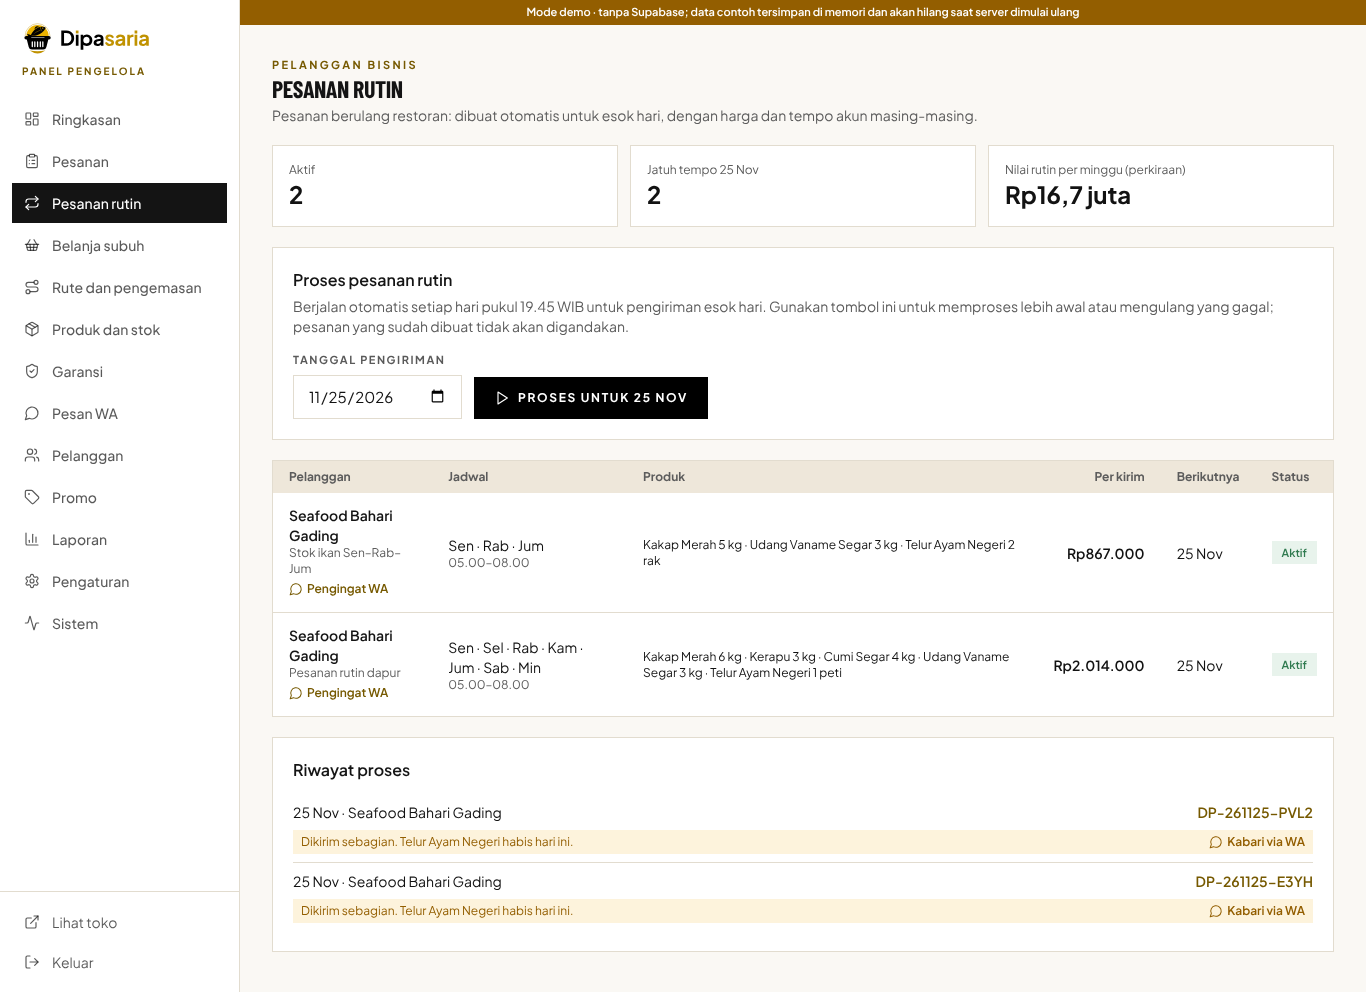 Mode demo · tanpa Supabase; data contoh tersimpan di memori dan akan hilang saat server dimulai ulang
Dipasaria
PANEL PENGELOLA
Ringkasan
Pesanan
Pesanan rutin
Belanja subuh
Rute dan pengemasan
Produk dan stok
Garansi
Pesan WA
Pelanggan
Promo
Laporan
Pengaturan
Sistem
Lihat toko
Keluar
PELANGGAN BISNIS
PESANAN RUTIN
Pesanan berulang restoran: dibuat otomatis untuk esok hari, dengan harga dan tempo akun masing-masing.
Aktif
2
Jatuh tempo 25 Nov
2
Nilai rutin per minggu (perkiraan)
Rp16,7 juta
Proses pesanan rutin
Berjalan otomatis setiap hari pukul 19.45 WIB untuk pengiriman esok hari. Gunakan tombol ini untuk memproses lebih awal atau mengulang yang gagal;
pesanan yang sudah dibuat tidak akan digandakan.
TANGGAL PENGIRIMAN
11/25/2026
PROSES UNTUK 25 NOV
Pelanggan Jadwal Produk Per kirim Berikutnya Status
Seafood Bahari
Gading
Stok ikan Sen–Rab–
Jum
Pengingat WA
Sen · Rab · Jum
05.00–08.00
Kakap Merah 5 kg · Udang Vaname Segar 3 kg · Telur Ayam Negeri 2
rak
Rp867.000
25 Nov
Aktif
Seafood Bahari
Gading
Pesanan rutin dapur
Pengingat WA
Sen · Sel · Rab · Kam ·
Jum · Sab · Min
05.00–08.00
Kakap Merah 6 kg · Kerapu 3 kg · Cumi Segar 4 kg · Udang Vaname
Segar 3 kg · Telur Ayam Negeri 1 peti
Rp2.014.000
25 Nov
Aktif
Riwayat proses
25 Nov · Seafood Bahari Gading
DP-261125-PVL2
Dikirim sebagian. Telur Ayam Negeri habis hari ini.
Kabari via WA
25 Nov · Seafood Bahari Gading
DP-261125-E3YH
Dikirim sebagian. Telur Ayam Negeri habis hari ini.
Kabari via WA